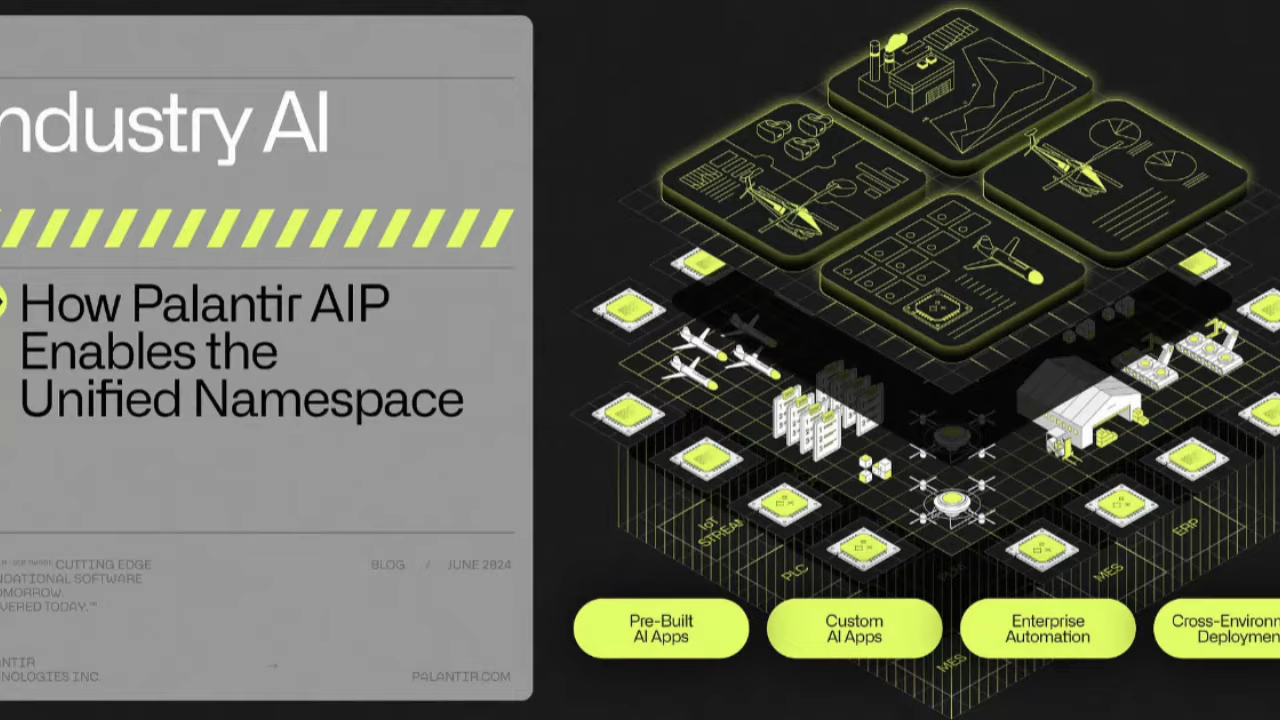 ndustry AI
How Palantir AIP
Enables the
Unified Namespace
CUTTING EDGE
NDATIONAL SOFTWARE
OMORROW.
VERED TODAY.™
BLOG / JUNE 2024
NTIR
NOLOGIES INC.
→
PALANTIR.COM
IoT
STREAM
PLC
MES
ERP
MES
Pre-Built
AI Apps
Custom
AI Apps
Enterprise
Automation
Cross-Environm
Deploymen